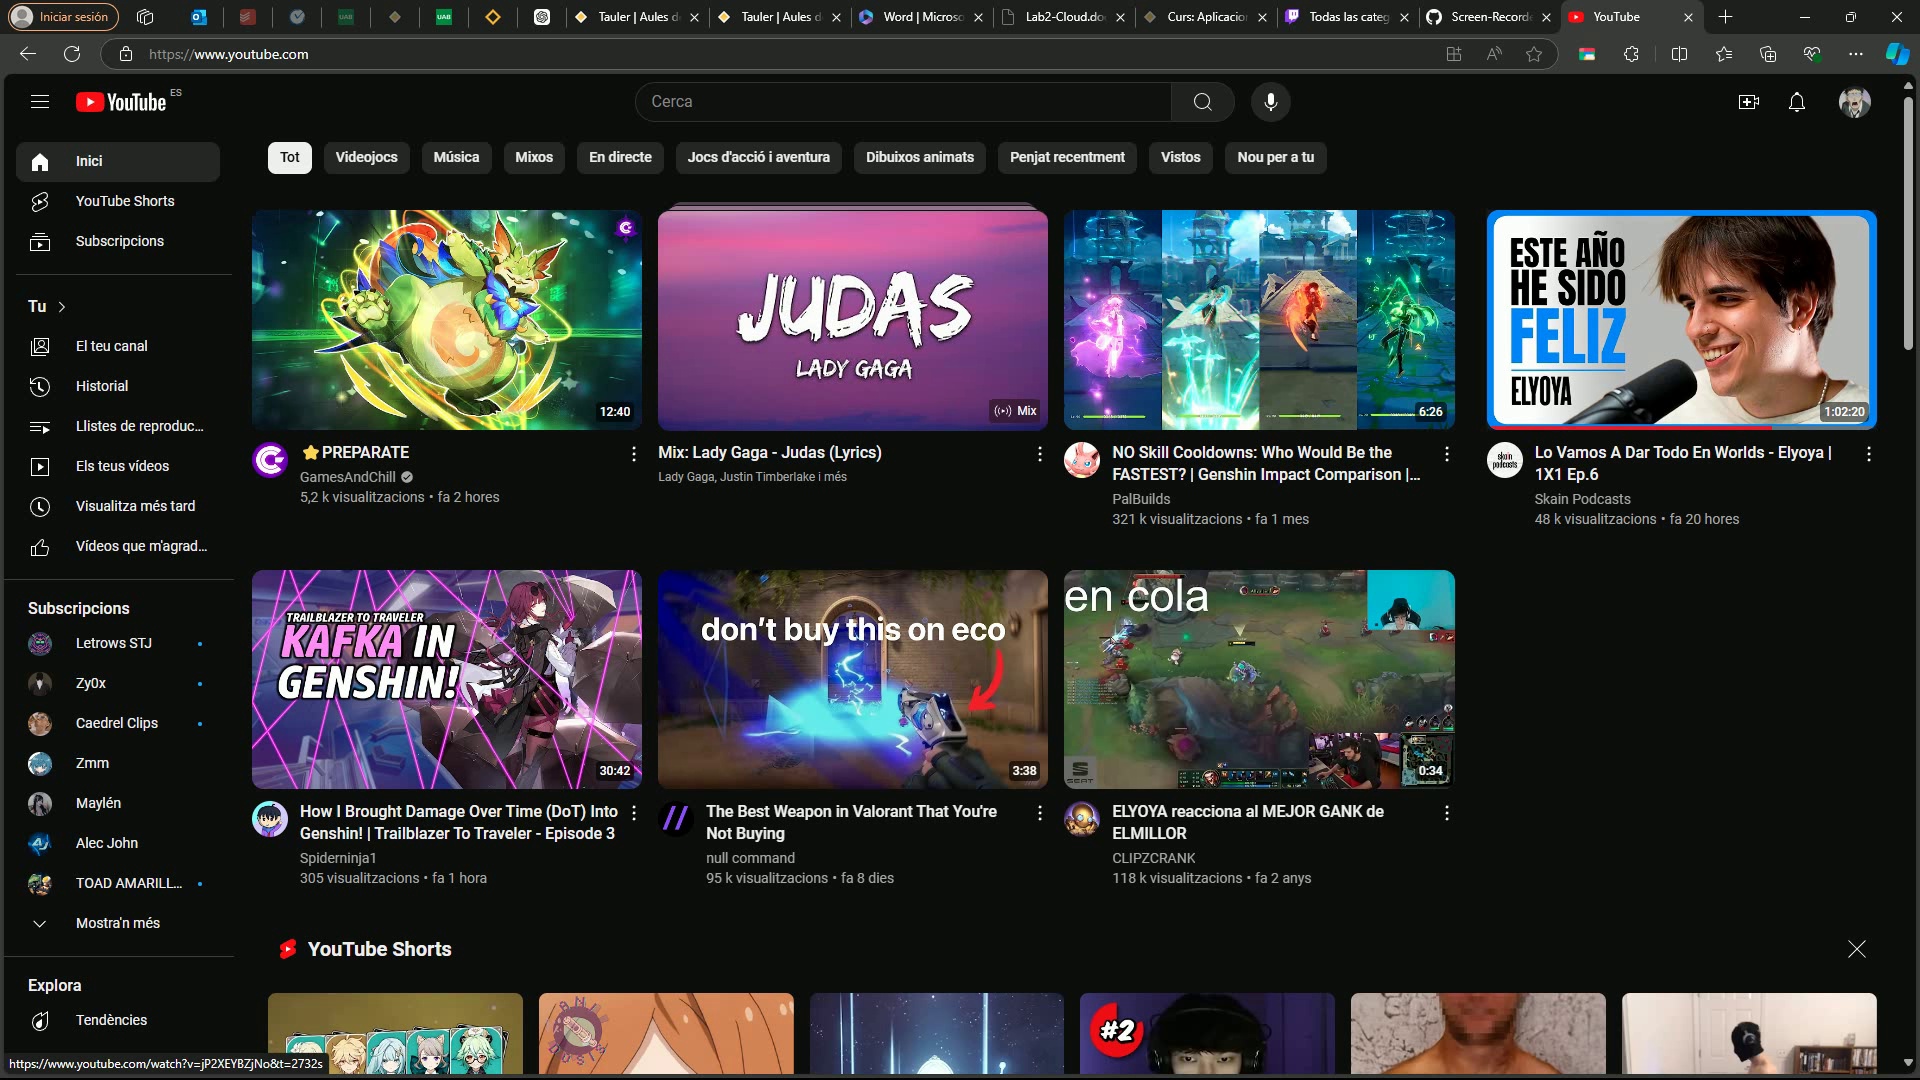 Iniciar sesión
Tauler | Aules d
Tauler | Aules d
Word | Microso
Lab2-Cloud.do
Curs: Aplicacion
Todas las categ
Screen-Recorde
YouTube
https://www.youtube.com
YouTube ES
Cerca
Inici
YouTube Shorts
Subscripcions
Tu
El teu canal
Historial
Llistes de reproduc...
Els teus vídeos
Visualitza més tard
Vídeos que m'agrad...
Subscripcions
Letrows STJ
Zy0x
Caedrel Clips
Zmm
Maylén
Alec John
TOAD AMARILL...
Mostra'n més
Explora
Tendències
https://www.youtube.com/watch?v=jP2XEYBZjNo&t=2732s
Tot
Videojocs
Música
Mixos
En directe
Jocs d'acció i aventura
Dibuixos animats
Penjat recentment
Vistos
Nou per a tu
12:40
PREPARATE
GamesAndChill
5,2 k visualitzacions • fa 2 hores
JUDAS
LADY GAGA
Mix
Mix: Lady Gaga - Judas (Lyrics)
Lady Gaga, Justin Timberlake i més
6:26
NO Skill Cooldowns: Who Would Be the
FASTEST? | Genshin Impact Comparison |...
PalBuilds
321 k visualitzacions • fa 1 mes
ESTE AÑO
HE SIDO
FELIZ
ELYOYA
1:02:20
skain
podcasts
Lo Vamos A Dar Todo En Worlds - Elyoya |
1X1 Ep.6
Skain Podcasts
48 k visualitzacions • fa 20 hores
TRAILBLAZER TO TRAVELER
KAFKA IN
GENSHIN!
30:42
How I Brought Damage Over Time (DoT) Into
Genshin! | Trailblazer To Traveler - Episode 3
Spiderninja1
305 visualitzacions • fa 1 hora
don't buy this on eco
3:38
The Best Weapon in Valorant That You're
Not Buying
null command
95 k visualitzacions • fa 8 dies
en cola
SEAT
0:34
ELYOYA reacciona al MEJOR GANK de
ELMILLOR
CLIPZCRANK
118 k visualitzacions • fa 2 anys
YouTube Shorts
#2